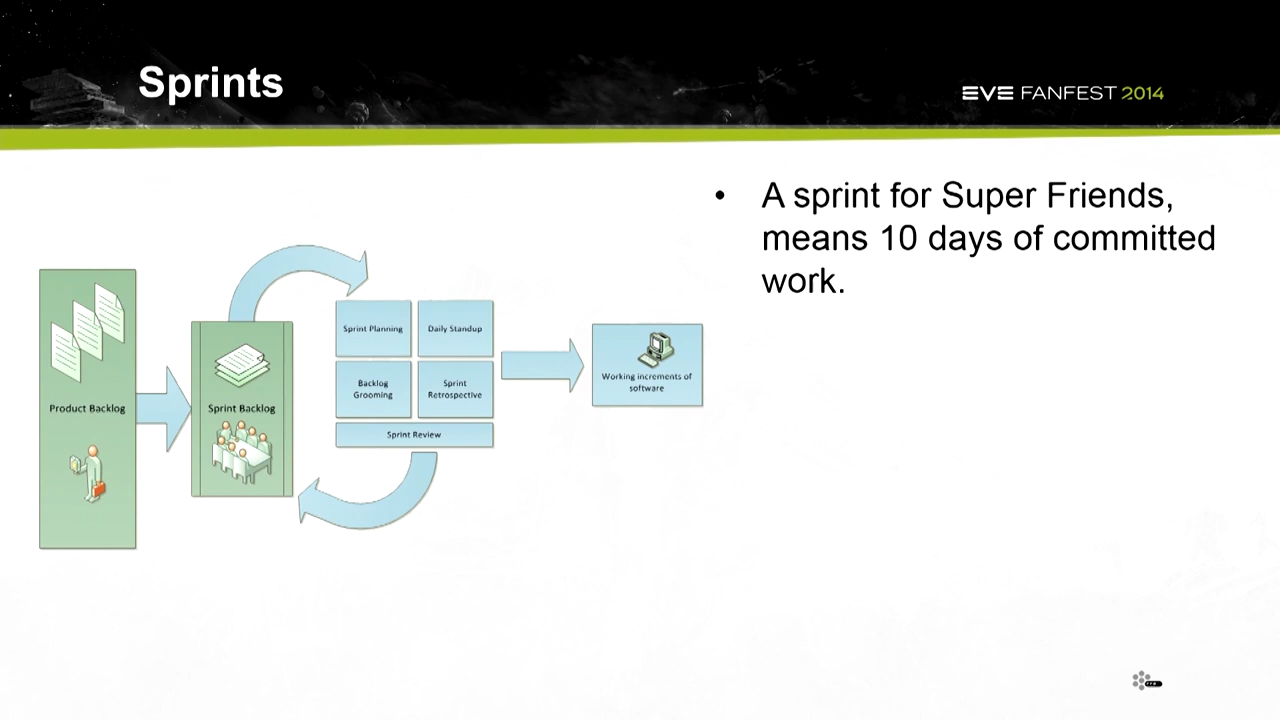 Sprints
EVE FANFEST 2014
• A sprint for Super Friends,
means 10 days of committed
work.
Product Backlog
Sprint Backlog
Sprint Planning
Daily Standup
Backlog
Grooming
Sprint
Retrospective
Sprint Review
Working increments of
software